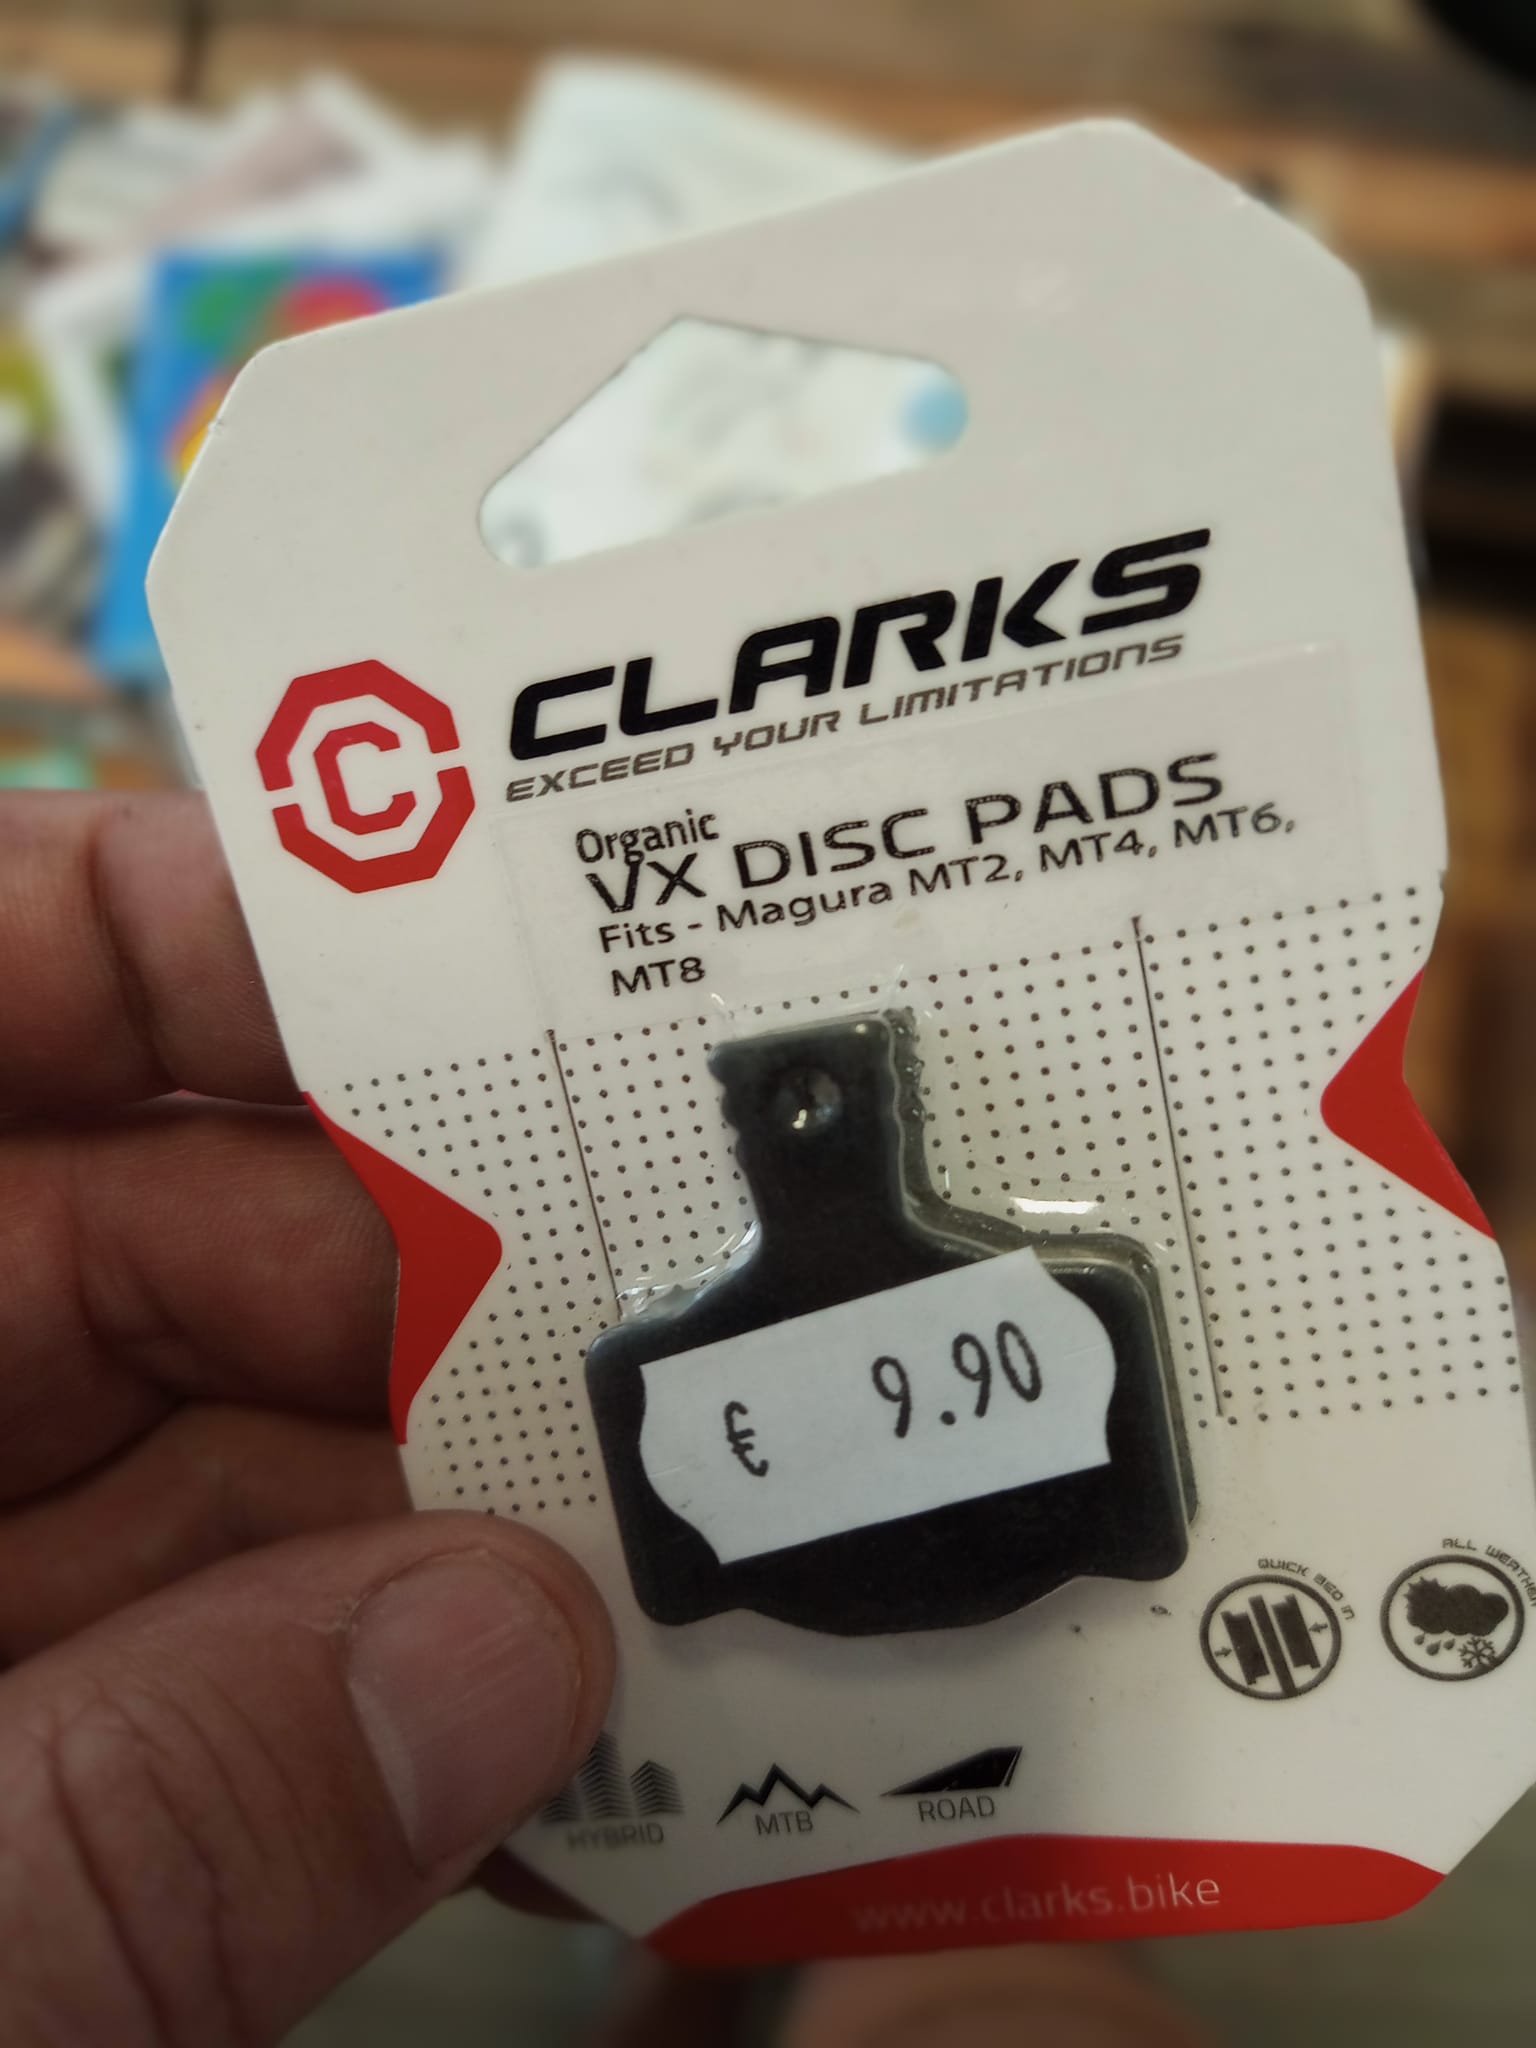 C
CLARKS
EXCEED YOUR LIMITATIONS
Organic
VX DISC PADS
Fits - Magura MT2, MT4, MT6,
MT8
€ 9.90
QUICK BED IN
ALL WEATHER
HYBRID
MTB
ROAD
www.clarks.bike